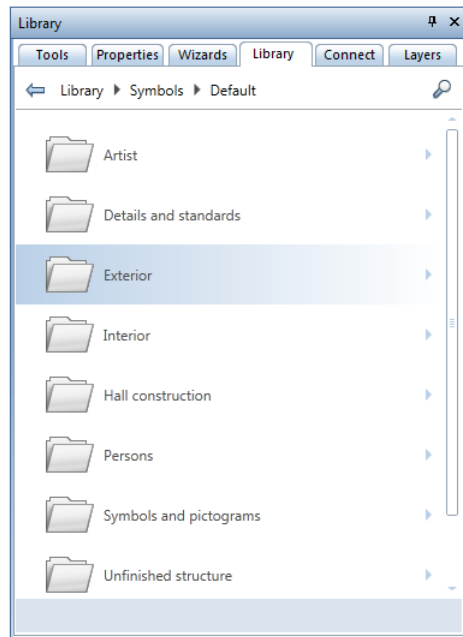 Library
Tools Properties Wizards Library Connect Layers
Library Symbols Default
Artist
Details and standards
Exterior
Interior
Hall construction
Persons
Symbols and pictograms
Unfinished structure